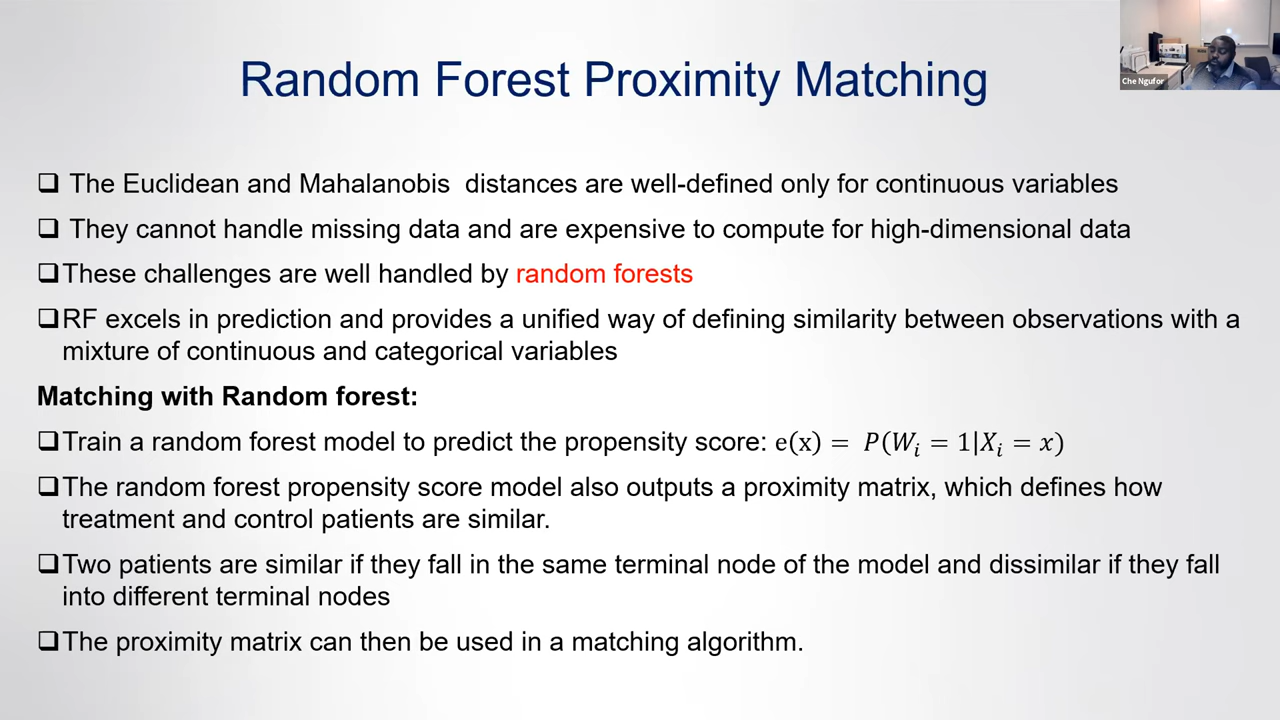 Random Forest Proximity Matching
Che Ngufor
❑ The Euclidean and Mahalanobis distances are well-defined only for continuous variables
❑ They cannot handle missing data and are expensive to compute for high-dimensional data
❑These challenges are well handled by random forests
❑RF excels in prediction and provides a unified way of defining similarity between observations with a
mixture of continuous and categorical variables
Matching with Random forest:
❑Train a random forest model to predict the propensity score: e(x) = P(Wᵢ = 1|Xᵢ = x)
❑The random forest propensity score model also outputs a proximity matrix, which defines how
treatment and control patients are similar.
❑Two patients are similar if they fall in the same terminal node of the model and dissimilar if they fall
into different terminal nodes
❑The proximity matrix can then be used in a matching algorithm.